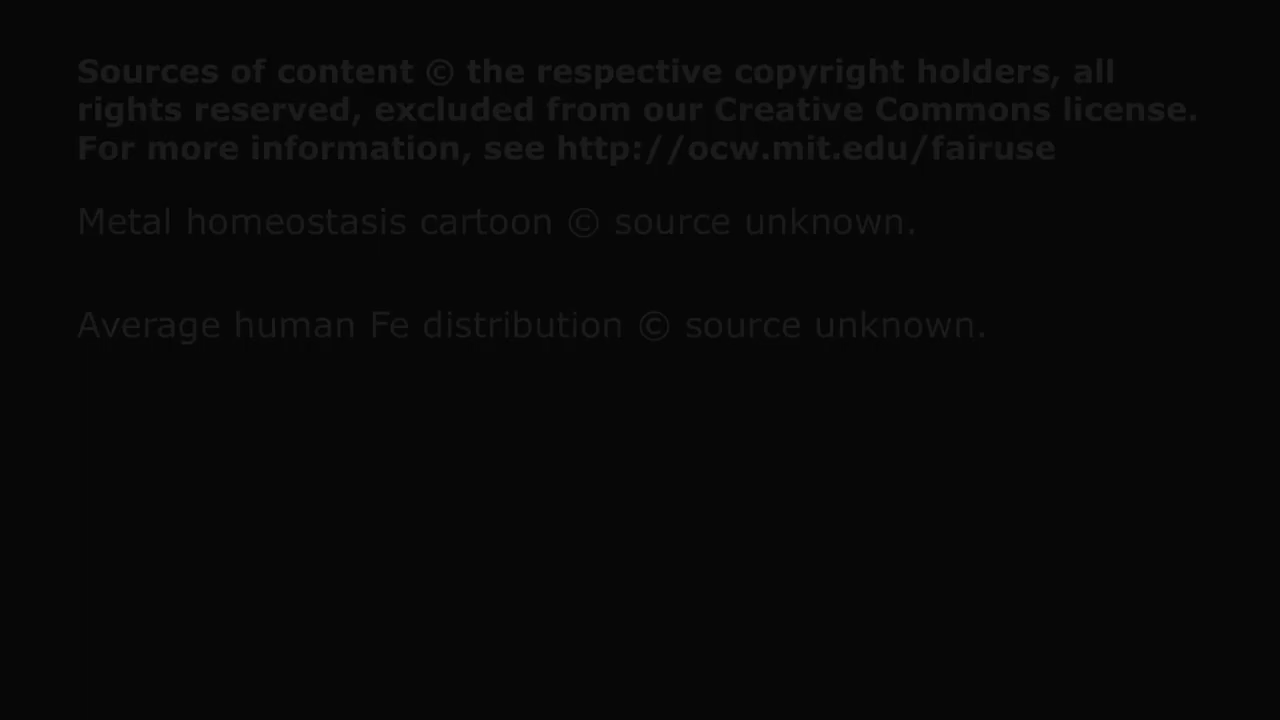 Sources of content © the respective copyright holders, all
rights reserved, excluded from our Creative Commons license.
For more information, see http://ocw.mit.edu/fairuse
Metal homeostasis cartoon © source unknown.
Average human Fe distribution © source unknown.